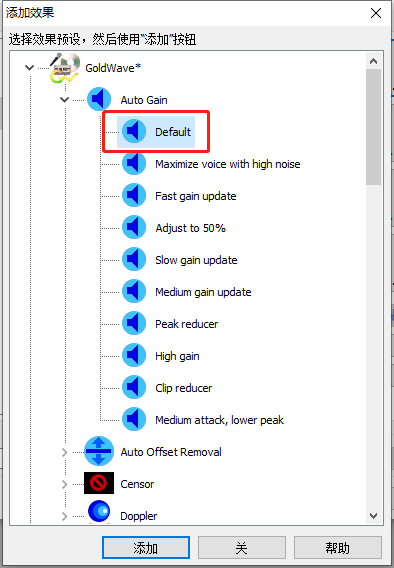 添加效果
选择效果预设，然后使用“添加”按钮
GoldWave*
Auto Gain
Default
Maximize voice with high noise
Fast gain update
Adjust to 50%
Slow gain update
Medium gain update
Peak reducer
High gain
Clip reducer
Medium attack, lower peak
Auto Offset Removal
Censor
Doppler
添加
关
帮助